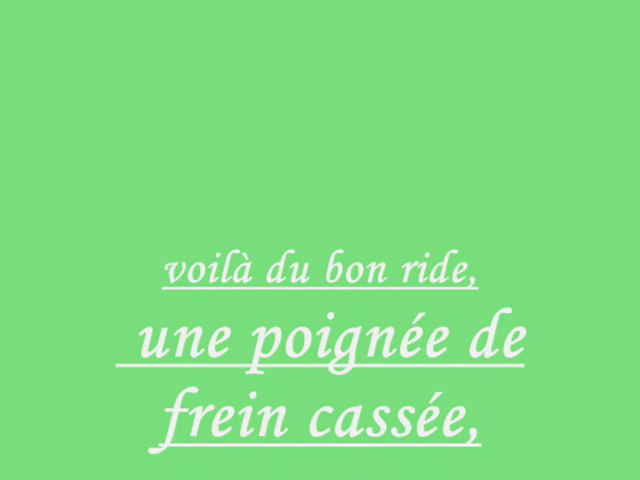 voilà du bon ride,
une poignée de
frein cassée,